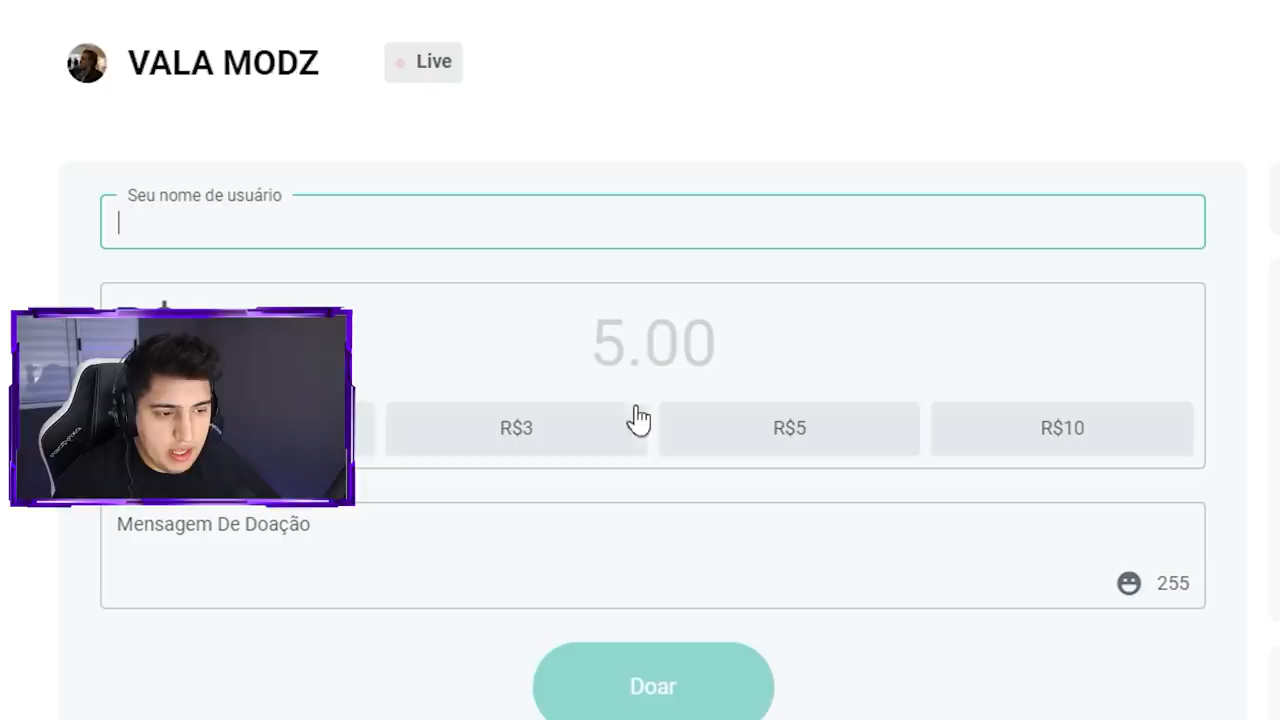 VALA MODZ
Live
Seu nome de usuário
5.00
R$3
R$5
R$10
Mensagem De Doação
255
Doar